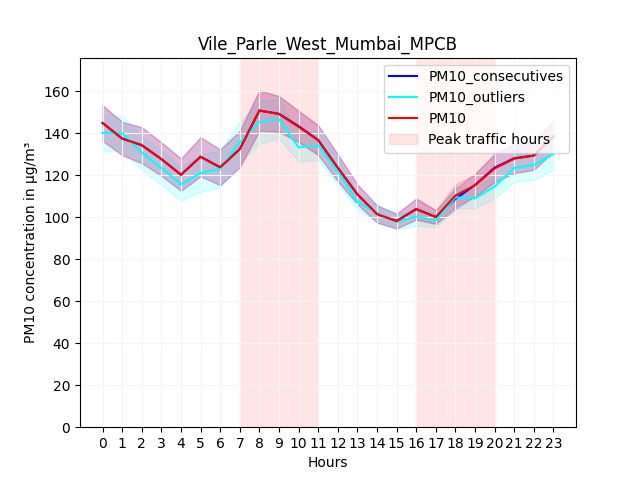 Vile_Parle_West_Mumbai_MPCB
PM10_consecutives
PM10_outliers
PM10
Peak traffic hours
PM10 concentration in µg/m³
160
140
120
100
80
60
40
20
0
0 1 2 3 4 5 6 7 8 9 10 11 12 13 14 15 16 17 18 19 20 21 22 23
Hours